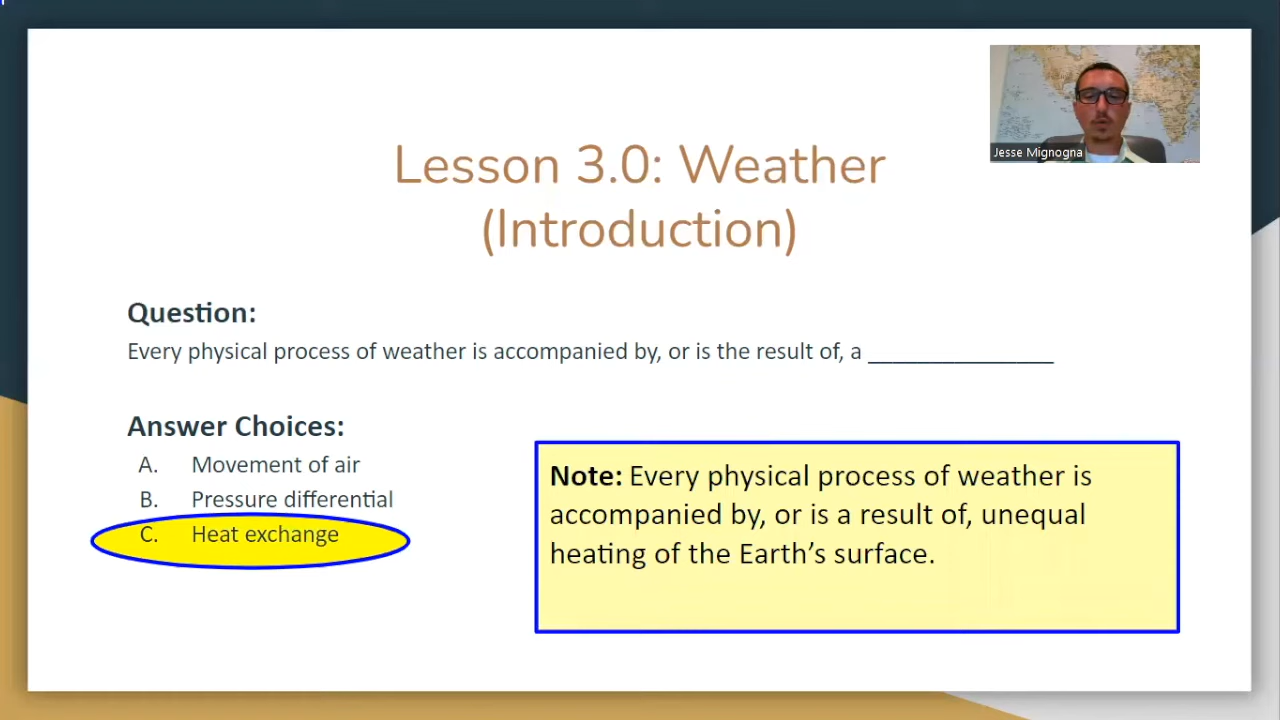 Jesse Mignogna
Lesson 3.0: Weather
(Introduction)
Question:
Every physical process of weather is accompanied by, or is the result of, a _______________
Answer Choices:
A. Movement of air
B. Pressure differential
C. Heat exchange
Note: Every physical process of weather is
accompanied by, or is a result of, unequal
heating of the Earth's surface.